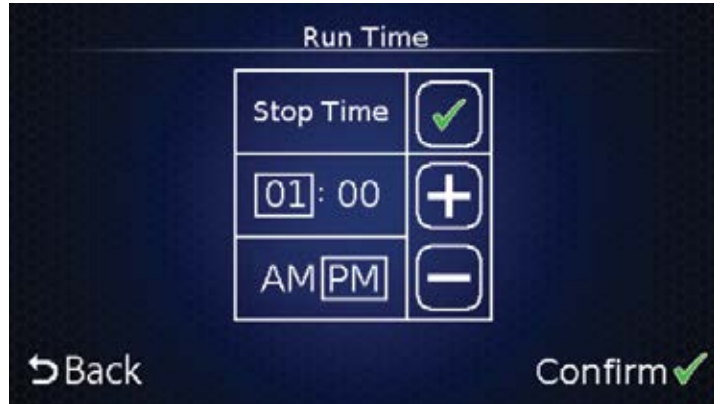 Run Time
Stop Time
01 : 00
AM PM
Back
Confirm